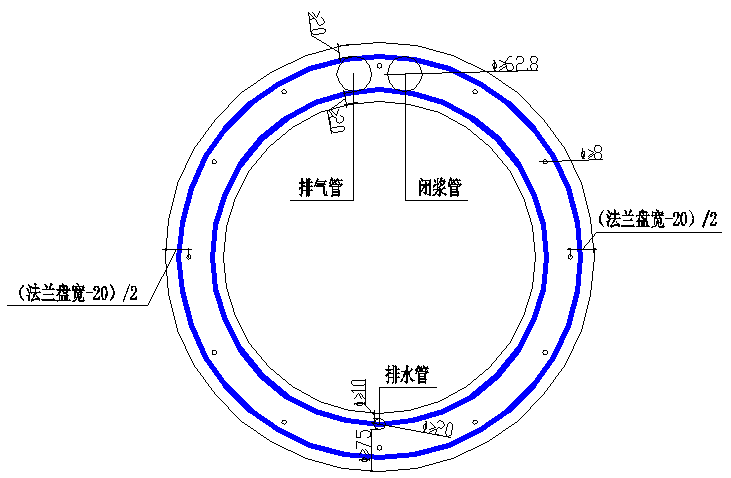 ≥20
φ≥62.8
≥20
φ≥8
排气管
闭浆管
(法兰盘宽-20)/2
(法兰盘宽-20)/2
排水管
φ≥10
φ≥20
φ≥75